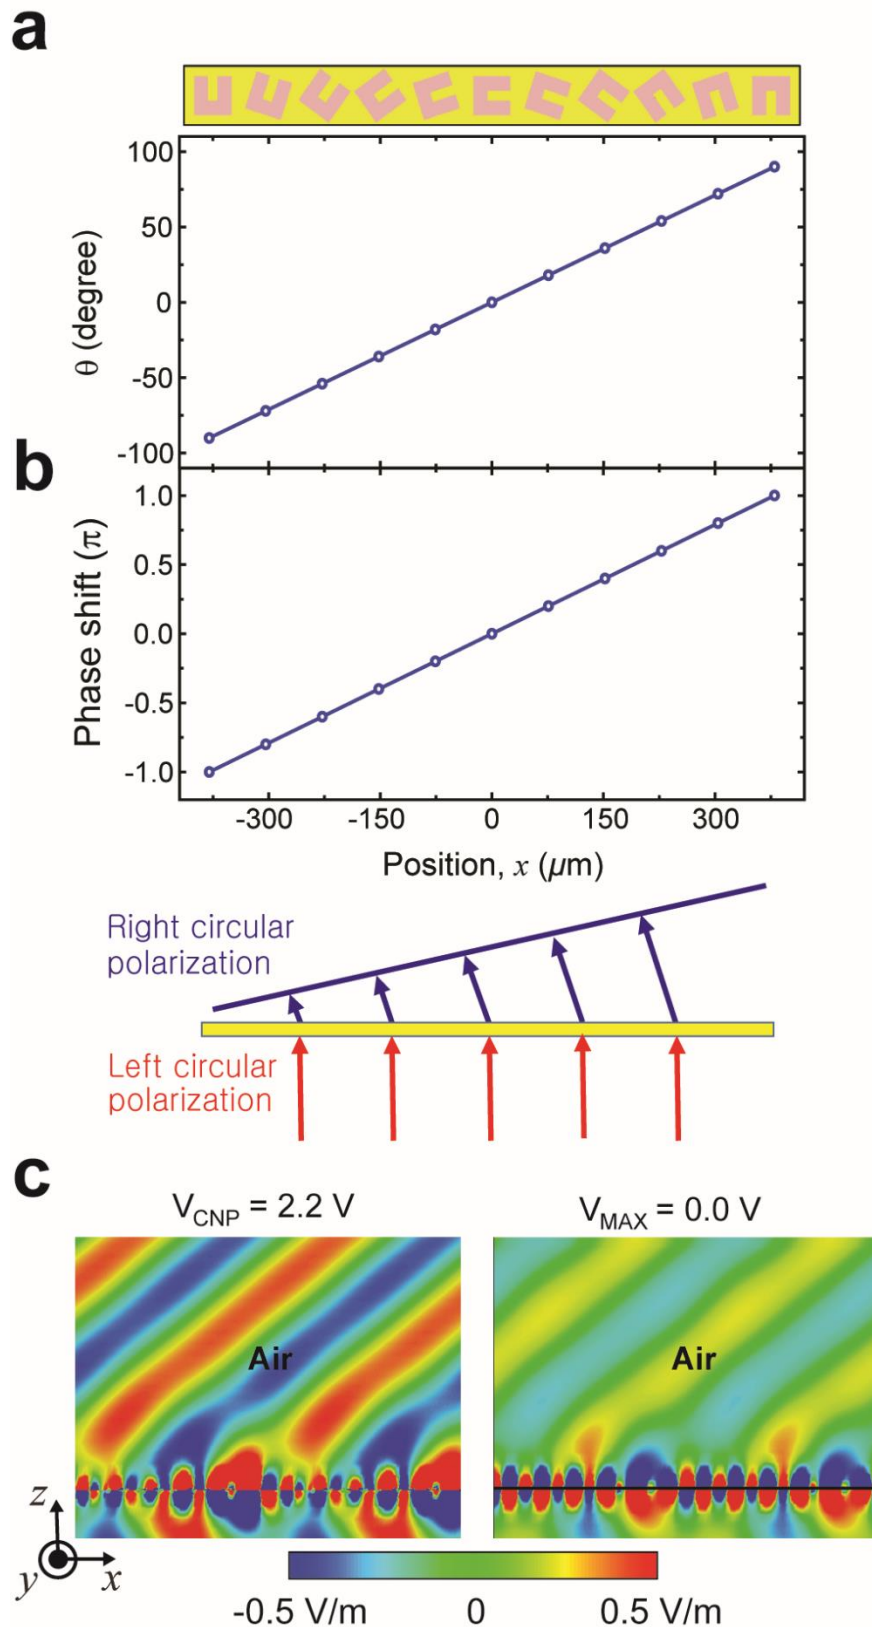 a
100
50
0
-50
-100
θ (degree)
b
1.0
0.5
0.0
-0.5
-1.0
Phase shift (π)
-300 -150 0 150 300
Position, x (μm)
Right circular
polarization
Left circular
polarization
c
V_CNP = 2.2 V V_MAX = 0.0 V
Air Air
z
y x
-0.5 V/m 0 0.5 V/m